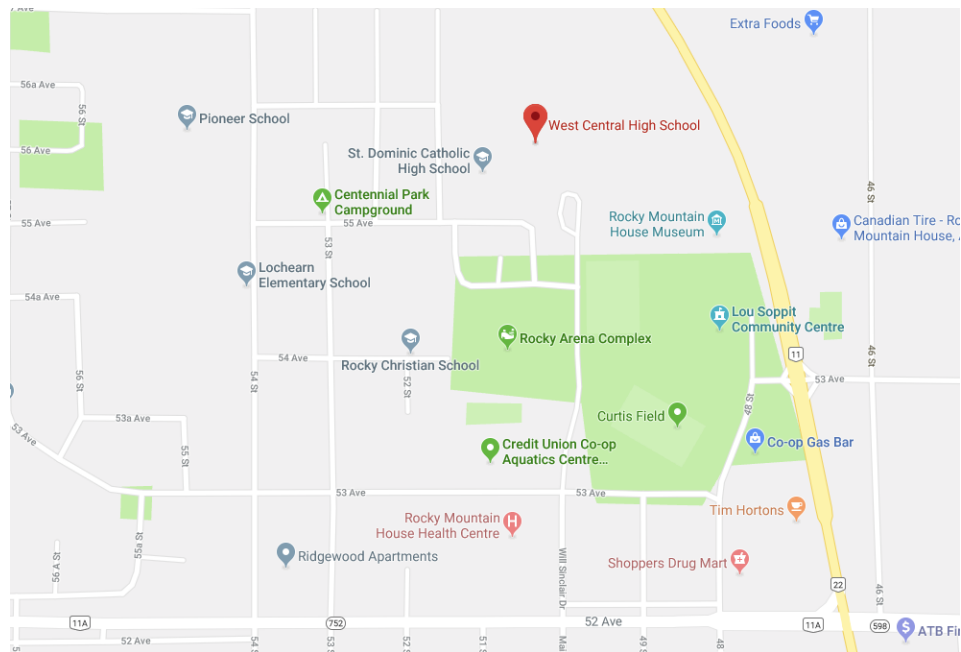 Ave
Extra Foods
56a Ave
56 St
Pioneer School
West Central High School
56 Ave
St. Dominic Catholic
High School
46 St
Centennial Park
Campground
55 Ave
55 Ave
53 St
Rocky Mountain
House Museum
Canadian Tire - Ro
Mountain House, A
Lochearn
Elementary School
54a Ave
Lou Soppit
Community Centre
Rocky Arena Complex
11
46 St
54 Ave
Rocky Christian School
56 St
54 St
52 St
53 Ave
48 St
53a Ave
Curtis Field
53 Ave
55 St
Credit Union Co-op
Aquatics Centre...
Co-op Gas Bar
53 Ave
53 Ave
Tim Hortons
Rocky Mountain
House Health Centre
55a St
56 A St
Ridgewood Apartments
Will Sinclair Dr
Shoppers Drug Mart
22
46 St
11A
752
52 Ave
11A
598
ATB Fi
52 Ave
54 S
53 S
52 S
51 S
Mai
49 S
48